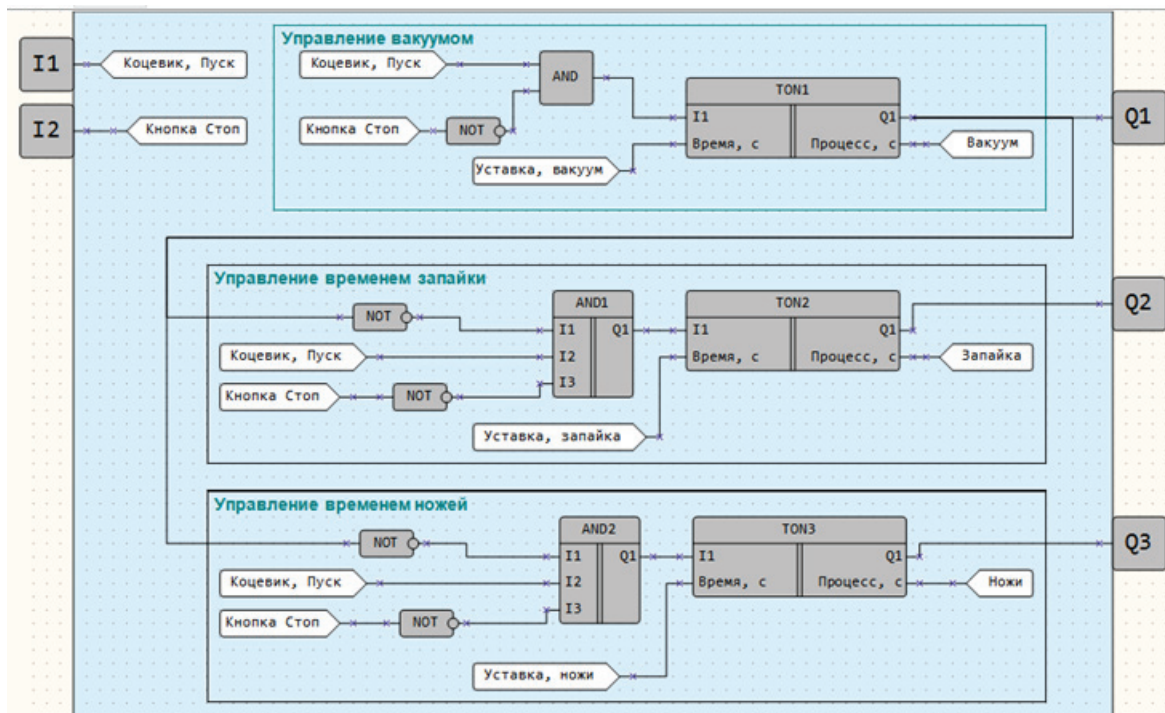 I1
Коцевик, Пуск
I2
Кнопка Стоп
Управление вакуумом
Коцевик, Пуск
AND
Кнопка Стоп
NOT
Уставка, вакуум
TON1
I1
Q1
Время, с
Процесс, с
Вакуум
Q1
Управление временем запайки
NOT
Коцевик, Пуск
Кнопка Стоп
NOT
AND1
I1
Q1
I2
I3
Уставка, запайка
TON2
I1
Q1
Время, с
Процесс, с
Запайка
Q2
Управление временем ножей
NOT
Коцевик, Пуск
Кнопка Стоп
NOT
AND2
I1
Q1
I2
I3
Уставка, ножи
TON3
I1
Q1
Время, с
Процесс, с
Ножи
Q3